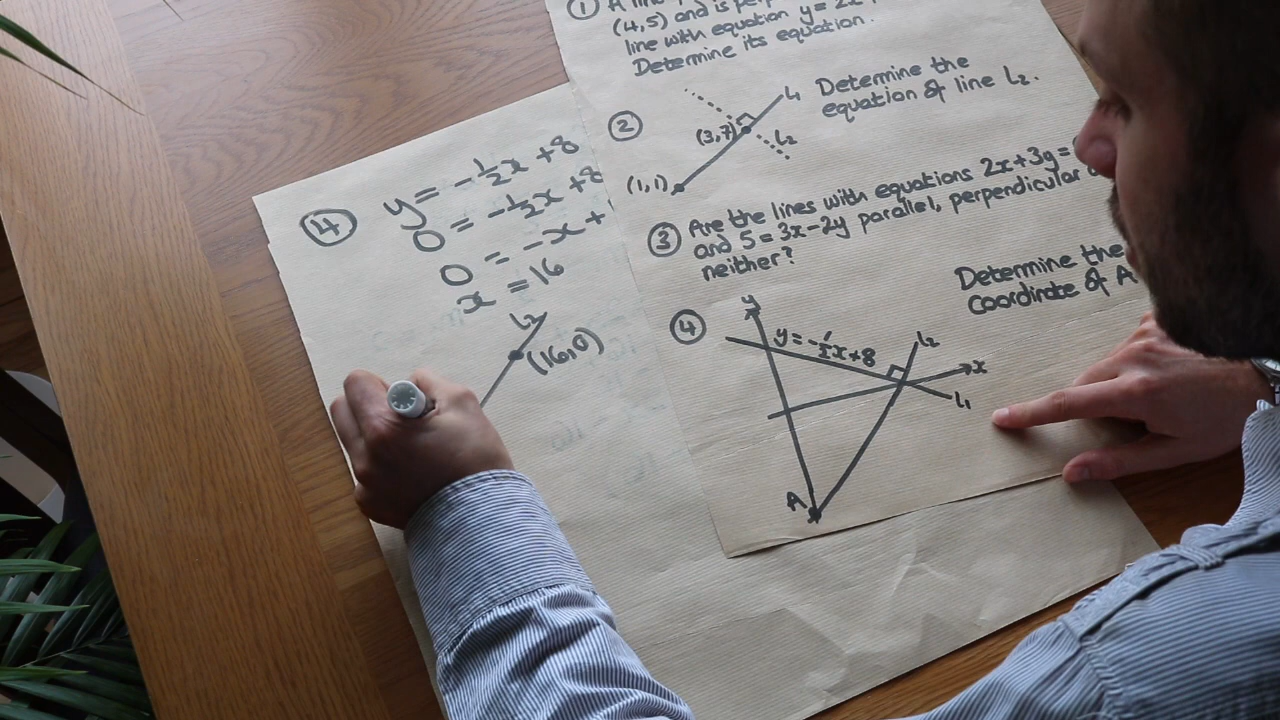 ④
y = -½x +8
0 = -½x +8
0 = -x +
x = 16
L₂
(16,0)
① A line
(4,5) and is
line with equation y = 2x
Determine its equation.
②
L₁
(3,7)
L₂
(1,1)
Determine the
equation of line L₂.
③ Are the lines with equations 2x+3y =
and 5 = 3x-2y parallel, perpendicular
neither?
④
Determine the
coordinate of A
y
y = -½x+8
L₂
x
L₁
A